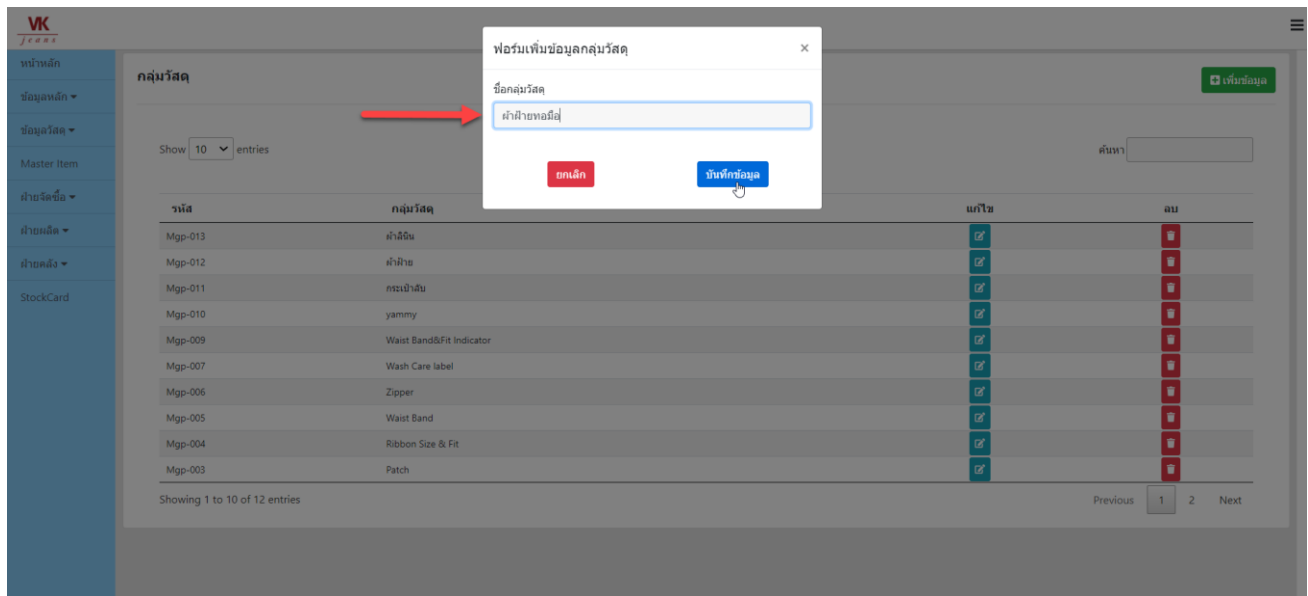 VK
jeans
ฟอร์มเพิ่มข้อมูลกลุ่มวัสดุ ×
ชื่อกลุ่มวัสดุ
ผ้าฝ้ายทอมือ
ยกเลิก บันทึกข้อมูล
หน้าหลัก
ข้อมูลหลัก
ข้อมูลวัสดุ
Master Item
ฝ่ายจัดซื้อ
ฝ่ายผลิต
ฝ่ายคลัง
StockCard
กลุ่มวัสดุ
เพิ่มข้อมูล
Show 10 entries
ค้นหา
รหัส กลุ่มวัสดุ แก้ไข ลบ
Mgp-013 ผ้าลินิน
Mgp-012 ผ้าฝ้าย
Mgp-011 กระเป๋าสับ
Mgp-010 yammy
Mgp-009 Waist Band&Fit Indicator
Mgp-007 Wash Care label
Mgp-006 Zipper
Mgp-005 Waist Band
Mgp-004 Ribbon Size & Fit
Mgp-003 Patch
Showing 1 to 10 of 12 entries
Previous 1 2 Next